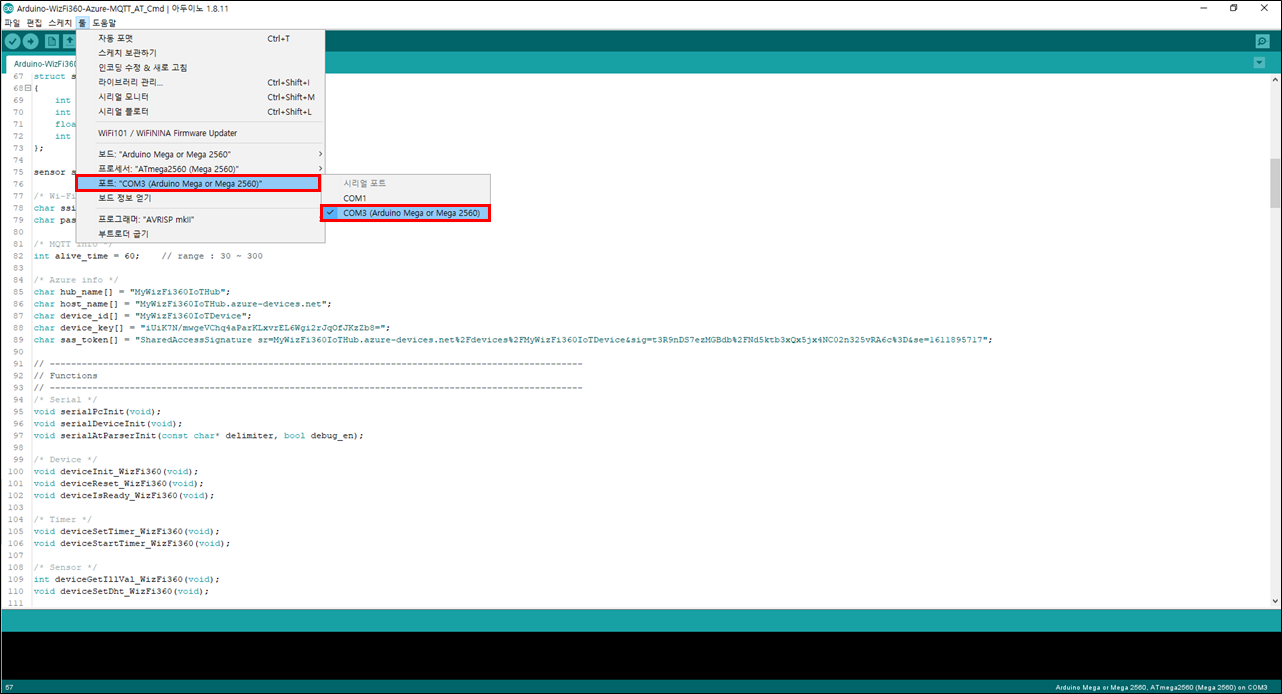 Arduino-WizFi360-Azure-MQTT_AT_Cmd | 아두이노 1.8.11
파일 편집 스케치 툴 도움말
자동 포맷 Ctrl+T
스케치 보관하기
인코딩 수정 & 새로 고침
라이브러리 관리... Ctrl+Shift+I
시리얼 모니터 Ctrl+Shift+M
시리얼 플로터 Ctrl+Shift+L
WiFi101 / WiFiNINA Firmware Updater
보드: "Arduino Mega or Mega 2560"
프로세서: "ATmega2560 (Mega 2560)"
포트: "COM3 (Arduino Mega or Mega 2560)"
보드 정보 얻기
프로그래머: "AVRISP mkII"
부트로더 굽기
시리얼 포트
COM1
COM3 (Arduino Mega or Mega 2560)
Arduino-WizFi360
67 struct s
68 {
69 int
70 int
71 floa
72 int
73 };
74
75 sensor s
76
77 /* Wi-Fi
78 char ssi
79 char pas
80
81 /* MQTT info */
82 int alive_time = 60; // range : 30 ~ 300
83
84 /* Azure info */
85 char hub_name[] = "MyWizFi360IoTHub";
86 char host_name[] = "MyWizFi360IoTHub.azure-devices.net";
87 char device_id[] = "MyWizFi360IoTDevice";
88 char device_key[] = "iUiK7N/mwgeVChq4aParKLxvrEL6Wgi2rJqOfJKzZb8=";
89 char sas_token[] = "SharedAccessSignature sr=MyWizFi360IoTHub.azure-devices.net%2Fdevices%2FMyWizFi360IoTDevice&sig=t3R9nDS7ezMGBdb%2FNd5ktb3xQx5jx4NC02n325vRA6c%3D&se=1611895717";
90
91 // ----------------------------------------------------------------------------------------------------
92 // Functions
93 // ----------------------------------------------------------------------------------------------------
94 /* Serial */
95 void serialPcInit(void);
96 void serialDeviceInit(void);
97 void serialAtParserInit(const char* delimiter, bool debug_en);
98
99 /* Device */
100 void deviceInit_WizFi360(void);
101 void deviceReset_WizFi360(void);
102 void deviceIsReady_WizFi360(void);
103
104 /* Timer */
105 void deviceSetTimer_WizFi360(void);
106 void deviceStartTimer_WizFi360(void);
107
108 /* Sensor */
109 int deviceGetIllVal_WizFi360(void);
110 void deviceSetDht_WizFi360(void);
111
57 Arduino Mega or Mega 2560, ATmega2560 (Mega 2560) on COM3